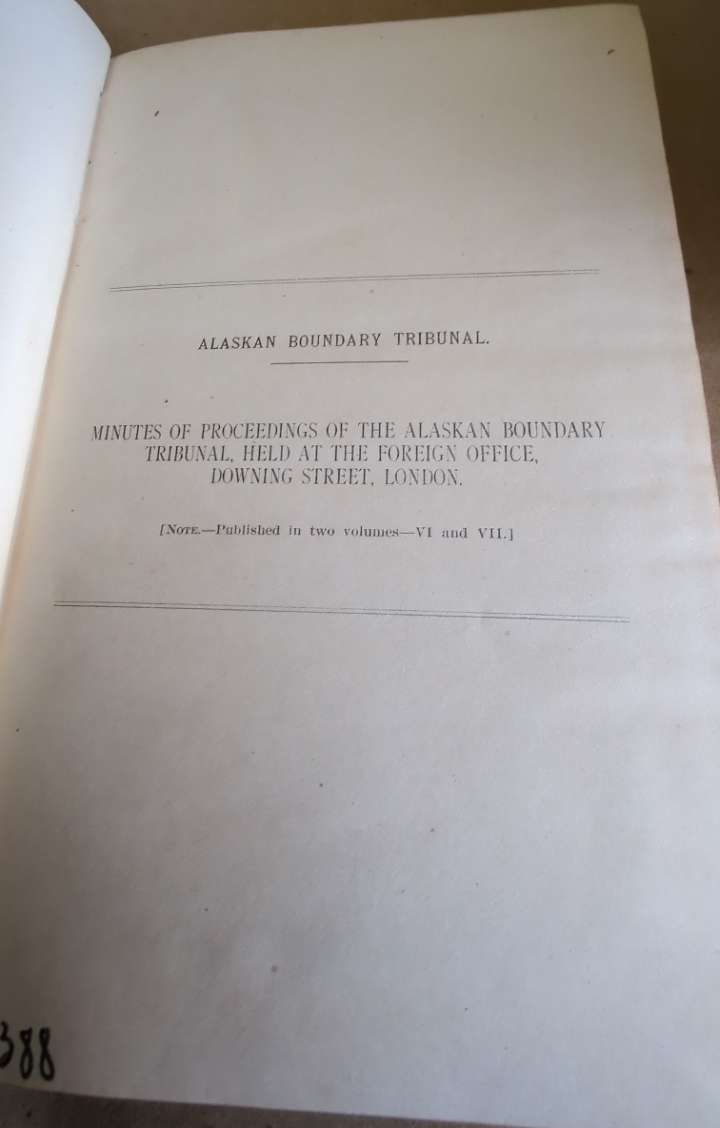 ALASKAN BOUNDARY TRIBUNAL.
MINUTES OF PROCEEDINGS OF THE ALASKAN BOUNDARY
TRIBUNAL, HELD AT THE FOREIGN OFFICE,
DOWNING STREET, LONDON.
[NOTE.—Published in two volumes—VI and VII.]
388